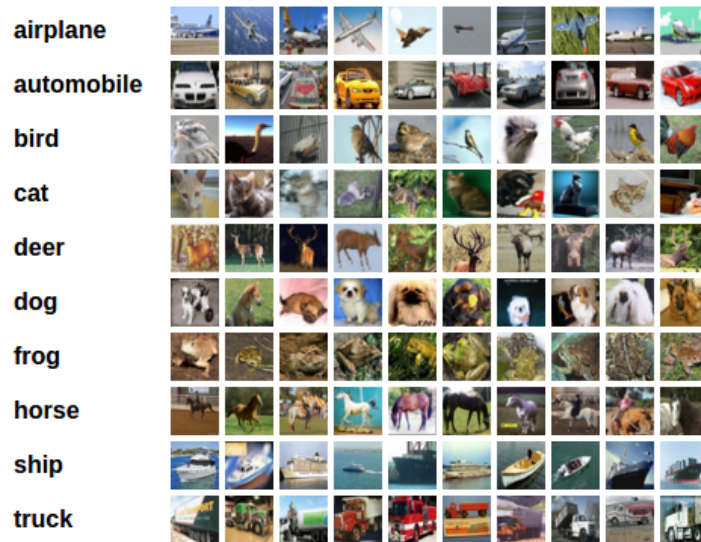 airplane
automobile
bird
cat
deer
dog
frog
horse
ship
truck